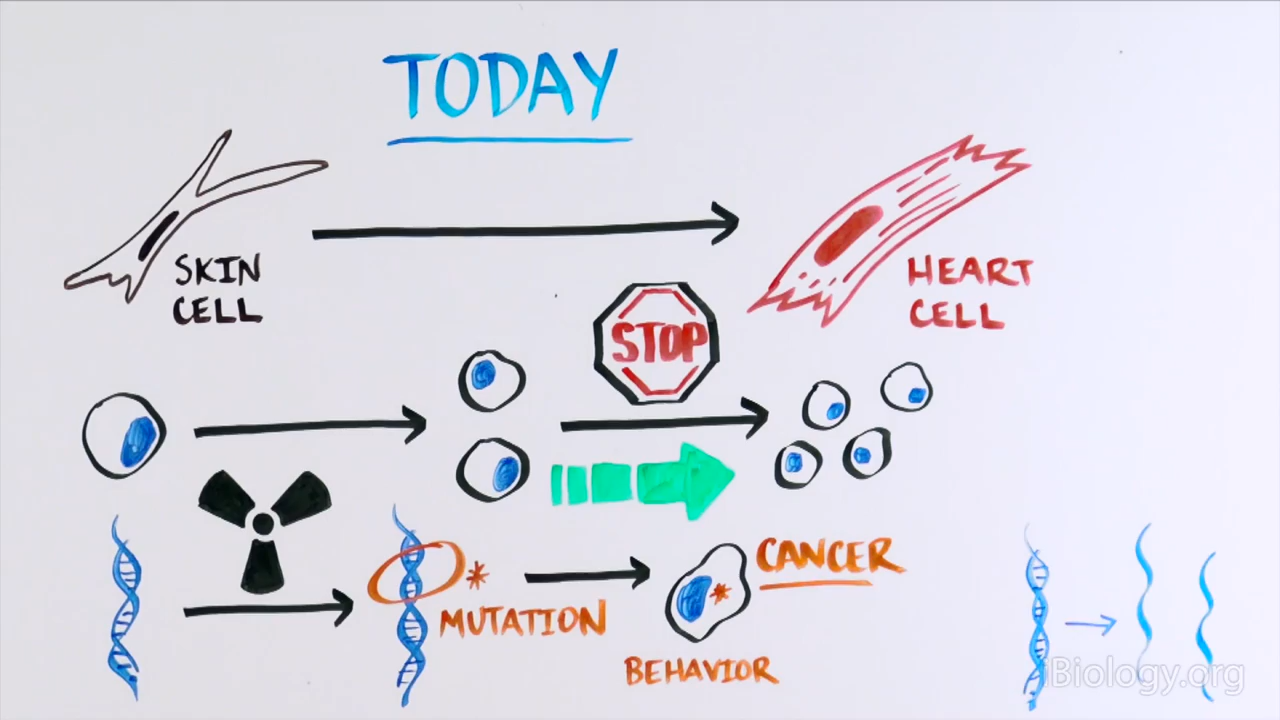 TODAY
SKIN
CELL
HEART
CELL
STOP
CANCER
MUTATION
BEHAVIOR
iBiology.org